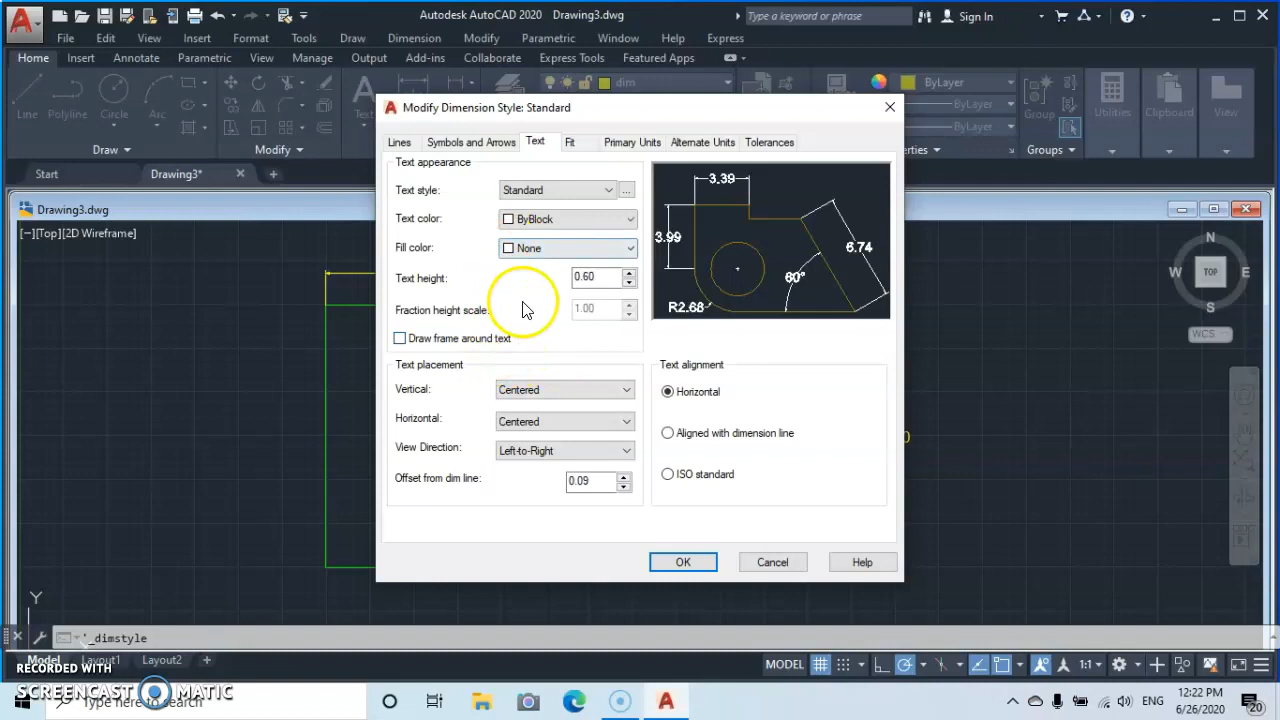 Autodesk AutoCAD 2020 Drawing3.dwg
Type a keyword or phrase
Sign In
File Edit View Insert Format Tools Draw Dimension Modify Parametric Window Help Express
Home Insert Annotate Parametric View Manage Output Add-ins Collaborate Express Tools Featured Apps
Line Polyline Circle Arc
Text
dim
ByLayer
ByLayer
ByLayer
Group
Utilities Clipboard View
Draw Modify
Groups
Start Drawing3*
Drawing3.dwg
[−][Top][2D Wireframe]
Modify Dimension Style: Standard
Lines Symbols and Arrows Text Fit Primary Units Alternate Units Tolerances
Text appearance
Text style: Standard ...
Text color: ByBlock
Fill color: None
Text height: 0.60
Fraction height scale: 1.00
Draw frame around text
3.39
3.99
6.74
60°
R2.68
Text placement
Vertical: Centered
Horizontal: Centered
View Direction: Left-to-Right
Offset from dim line: 0.09
Text alignment
Horizontal
Aligned with dimension line
ISO standard
OK Cancel Help
N
W TOP E
S
WCS
Y
'_dimstyle
Model Layout1 Layout2 +
MODEL 1:1
RECORDED WITH
SCREENCAST MATIC
Type here to search
ENG
12:22 PM
6/26/2020
20